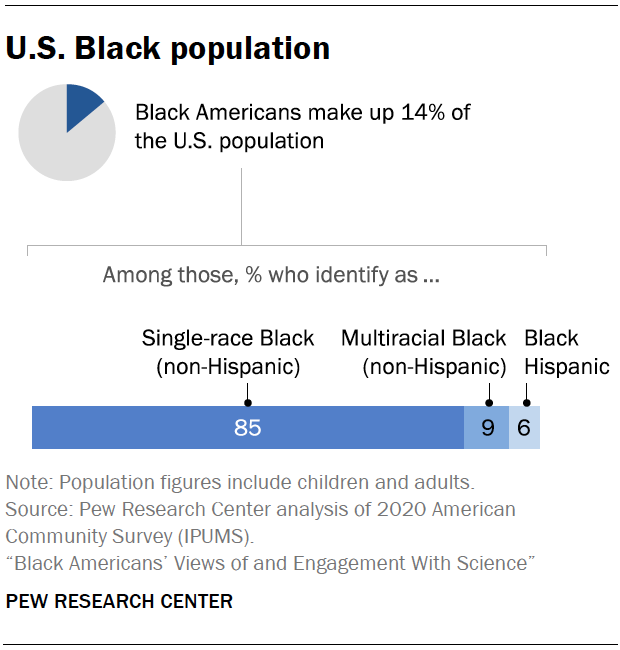 U.S. Black population
Black Americans make up 14% of
the U.S. population
Among those, % who identify as ...
Single-race Black
(non-Hispanic)
Multiracial Black
(non-Hispanic)
Black
Hispanic
85
9
6
Note: Population figures include children and adults.
Source: Pew Research Center analysis of 2020 American
Community Survey (IPUMS).
“Black Americans’ Views of and Engagement With Science”
PEW RESEARCH CENTER